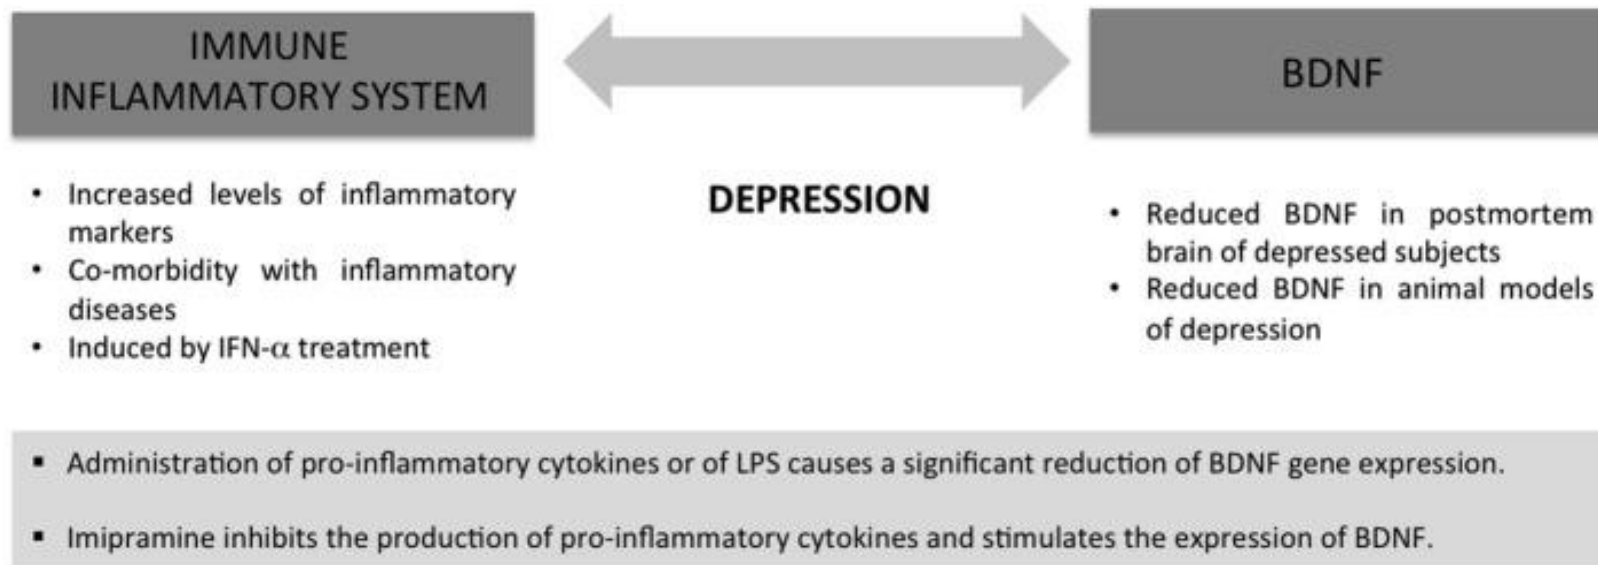 IMMUNE
INFLAMMATORY SYSTEM
BDNF
DEPRESSION
• Increased levels of inflammatory
markers
• Co-morbidity with inflammatory
diseases
• Induced by IFN-α treatment
• Reduced BDNF in postmortem
brain of depressed subjects
• Reduced BDNF in animal models
of depression
▪ Administration of pro-inflammatory cytokines or of LPS causes a significant reduction of BDNF gene expression.
▪ Imipramine inhibits the production of pro-inflammatory cytokines and stimulates the expression of BDNF.